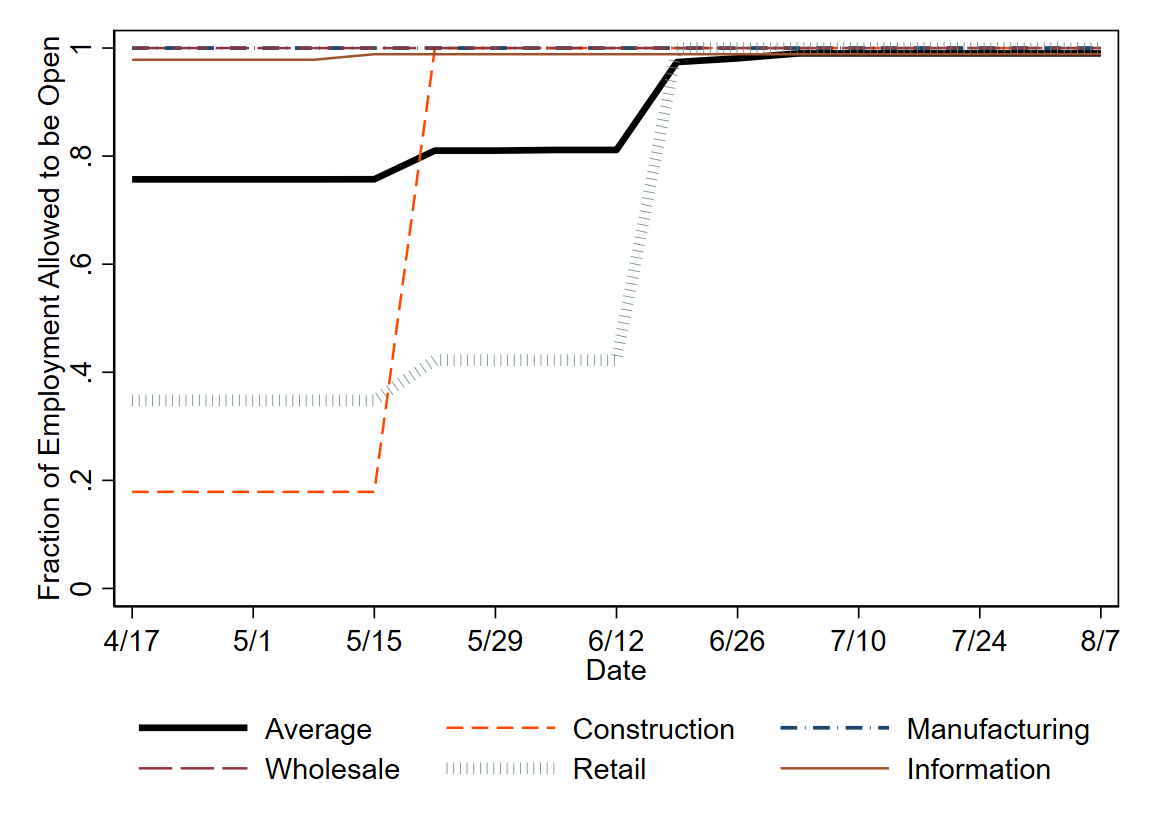 Fraction of Employment Allowed to be Open
1
.8
.6
.4
.2
0
4/17 5/1 5/15 5/29 6/12 6/26 7/10 7/24 8/7
Date
Average Construction Manufacturing
Wholesale Retail Information